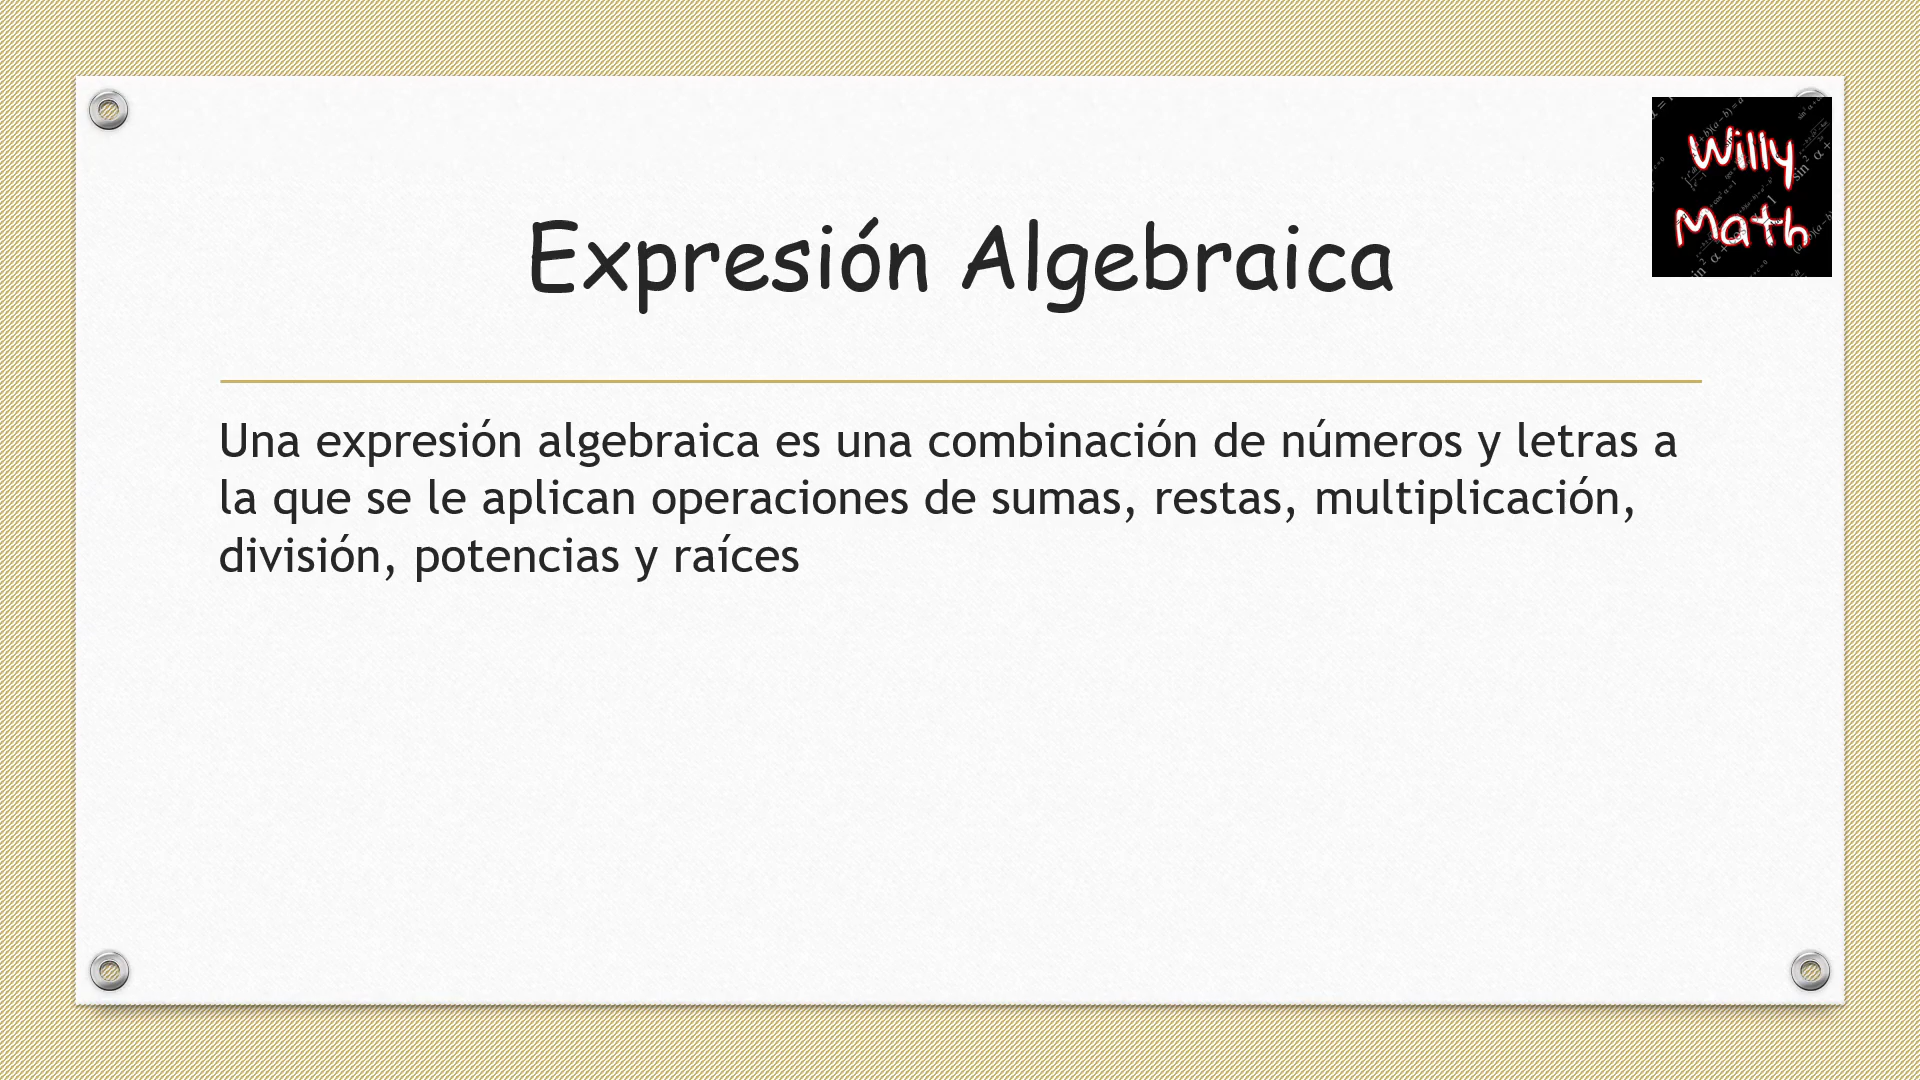 Willy
Math
Expresión Algebraica
Una expresión algebraica es una combinación de números y letras a
la que se le aplican operaciones de sumas, restas, multiplicación,
división, potencias y raíces